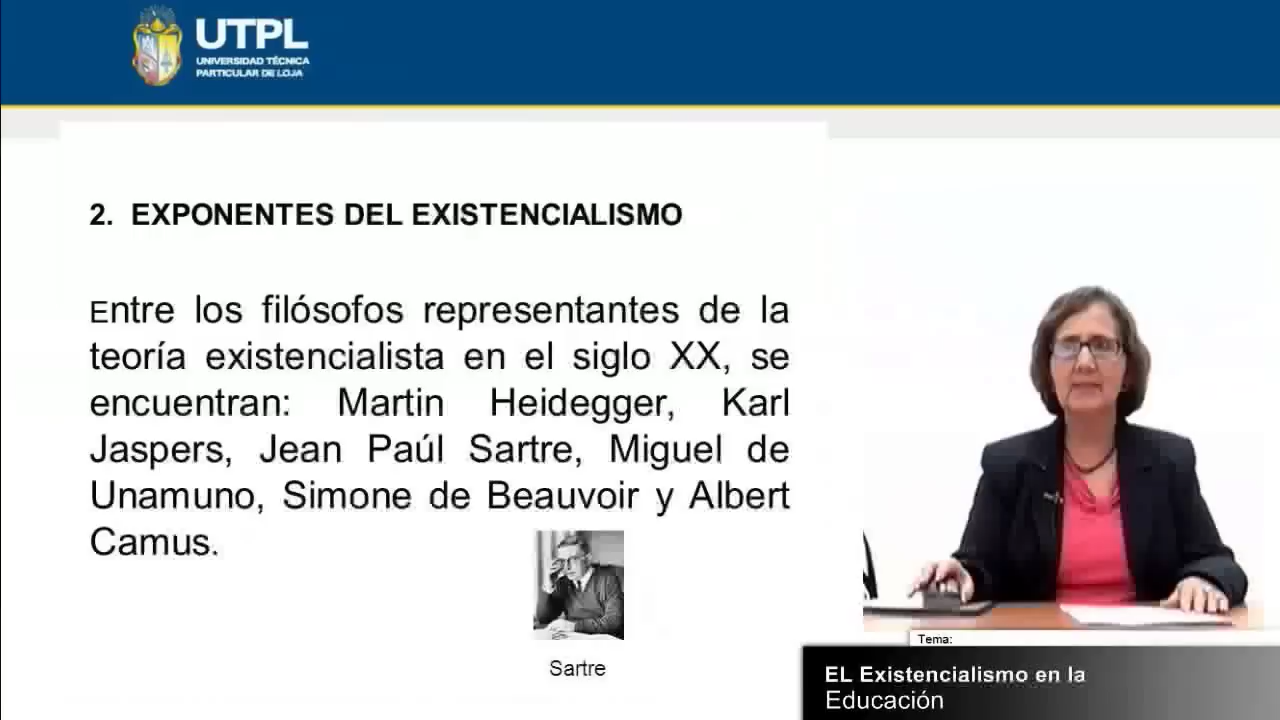 UTPL
UNIVERSIDAD TÉCNICA
PARTICULAR DE LOJA
2. EXPONENTES DEL EXISTENCIALISMO
Entre los filósofos representantes de la
teoría existencialista en el siglo XX, se
encuentran: Martin Heidegger, Karl
Jaspers, Jean Paúl Sartre, Miguel de
Unamuno, Simone de Beauvoir y Albert
Camus.
Sartre
Tema:
EL Existencialismo en la
Educación